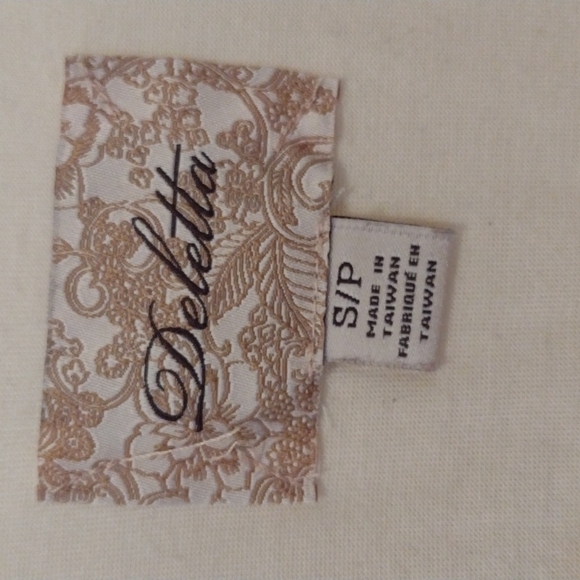 Deletta
S/P
MADE IN
TAIWAN
FABRIQUÉ EN
TAIWAN